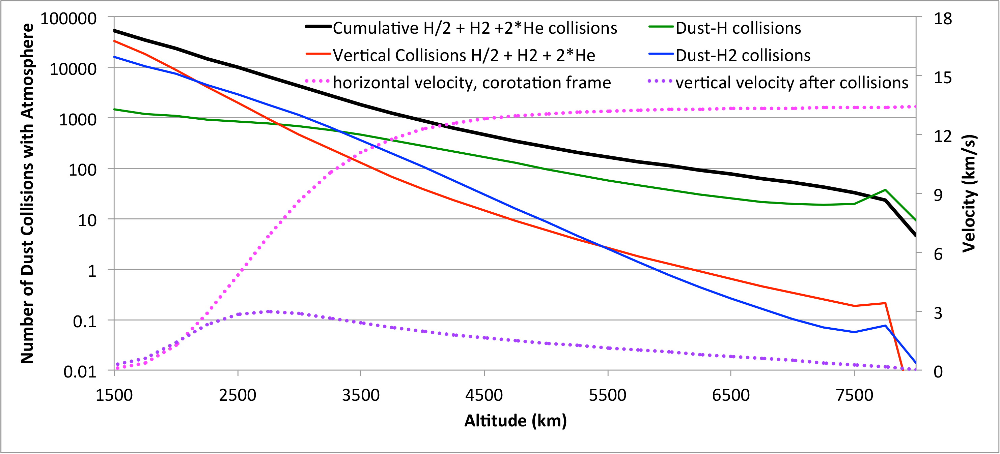 Number of Dust Collisions with Atmosphere
100000
10000
1000
100
10
1
0.1
0.01
Cumulative H/2 + H2 +2*He collisions
Dust-H collisions
Vertical Collisions H/2 + H2 + 2*He
Dust-H2 collisions
horizontal velocity, corotation frame
vertical velocity after collisions
18
15
12
9
6
3
0
Velocity (km/s)
1500 2500 3500 4500 5500 6500 7500
Altitude (km)